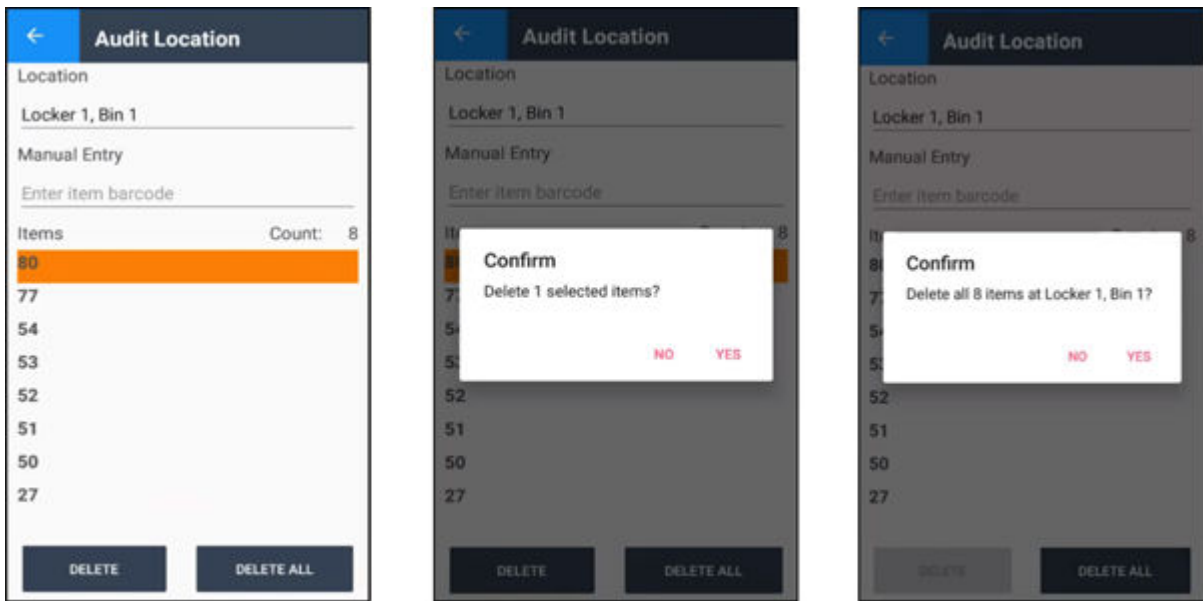 Audit Location
Location
Locker 1, Bin 1
Manual Entry
Enter item barcode
Items Count: 8
80
77
54
53
52
51
50
27
DELETE DELETE ALL
Audit Location
Location
Locker 1, Bin 1
Manual Entry
Enter item barcode
8
Confirm
Delete 1 selected items?
NO YES
52
51
50
27
DELETE DELETE ALL
Audit Location
Location
Locker 1, Bin 1
Manual Entry
Enter item barcode
8
Confirm
Delete all 8 items at Locker 1, Bin 1?
NO YES
52
51
50
27
DELETE DELETE ALL